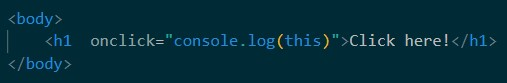 <body>
    <h1  onclick="console.log(this)">Click here!</h1>
</body>